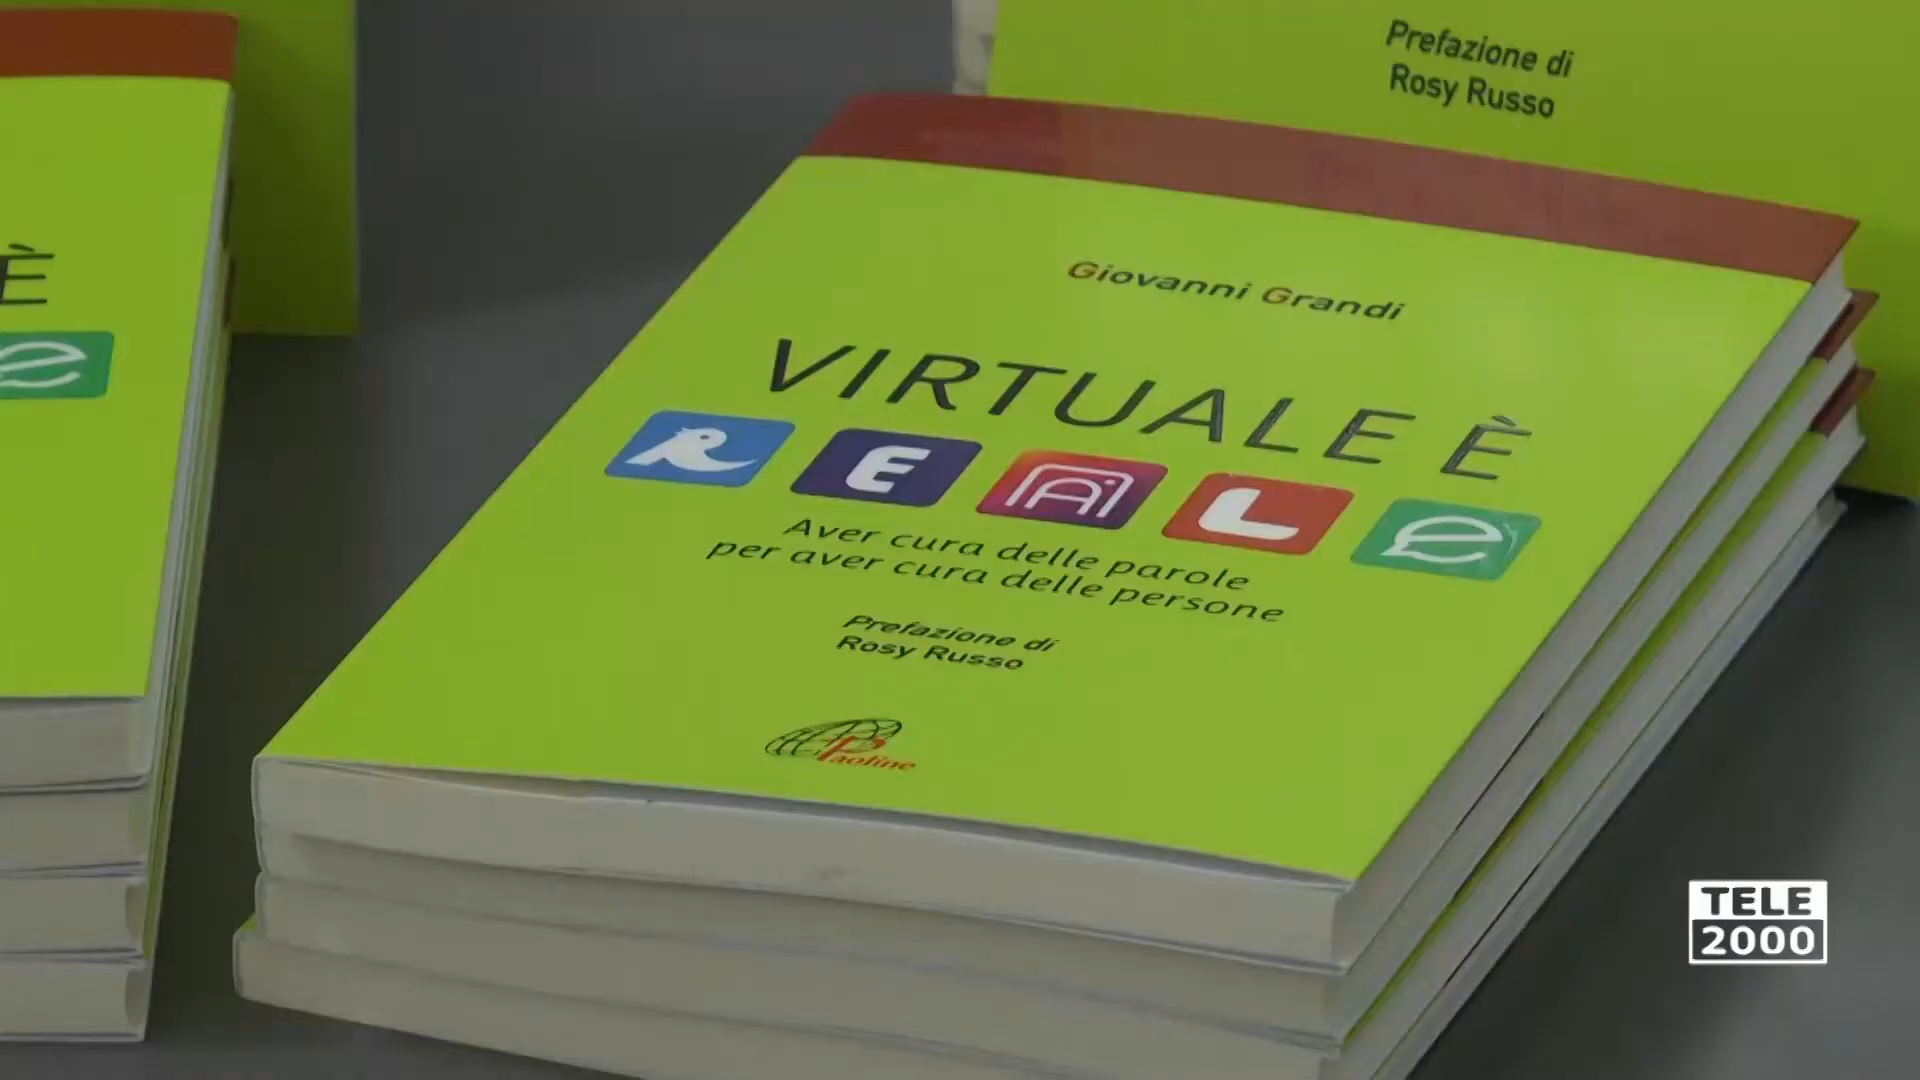 Prefazione di
Rosy Russo
Giovanni Grandi
VIRTUALE È
REALe
Aver cura delle parole
per aver cura delle persone
Prefazione di
Rosy Russo
Paoline
È
e
TELE
2000